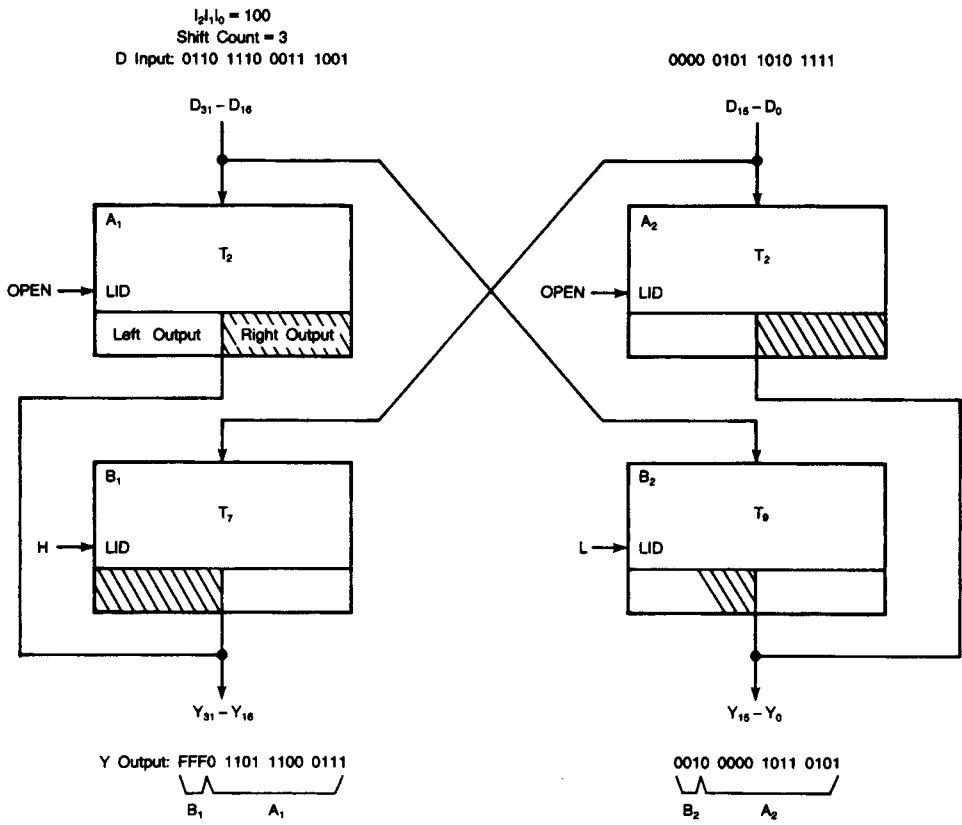 I₂I₁I₀ = 100
Shift Count = 3
D Input: 0110 1110 0011 1001
0000 0101 1010 1111
D₃₁ – D₁₆
D₁₅ – D₀
A₁
T₂
OPEN
LID
Left Output
Right Output
A₂
T₂
OPEN
LID
B₁
T₇
H
LID
B₂
T₉
L
LID
Y₃₁ – Y₁₆
Y₁₅ – Y₀
Y Output: FFF0 1101 1100 0111
0010 0000 1011 0101
B₁
A₁
B₂
A₂